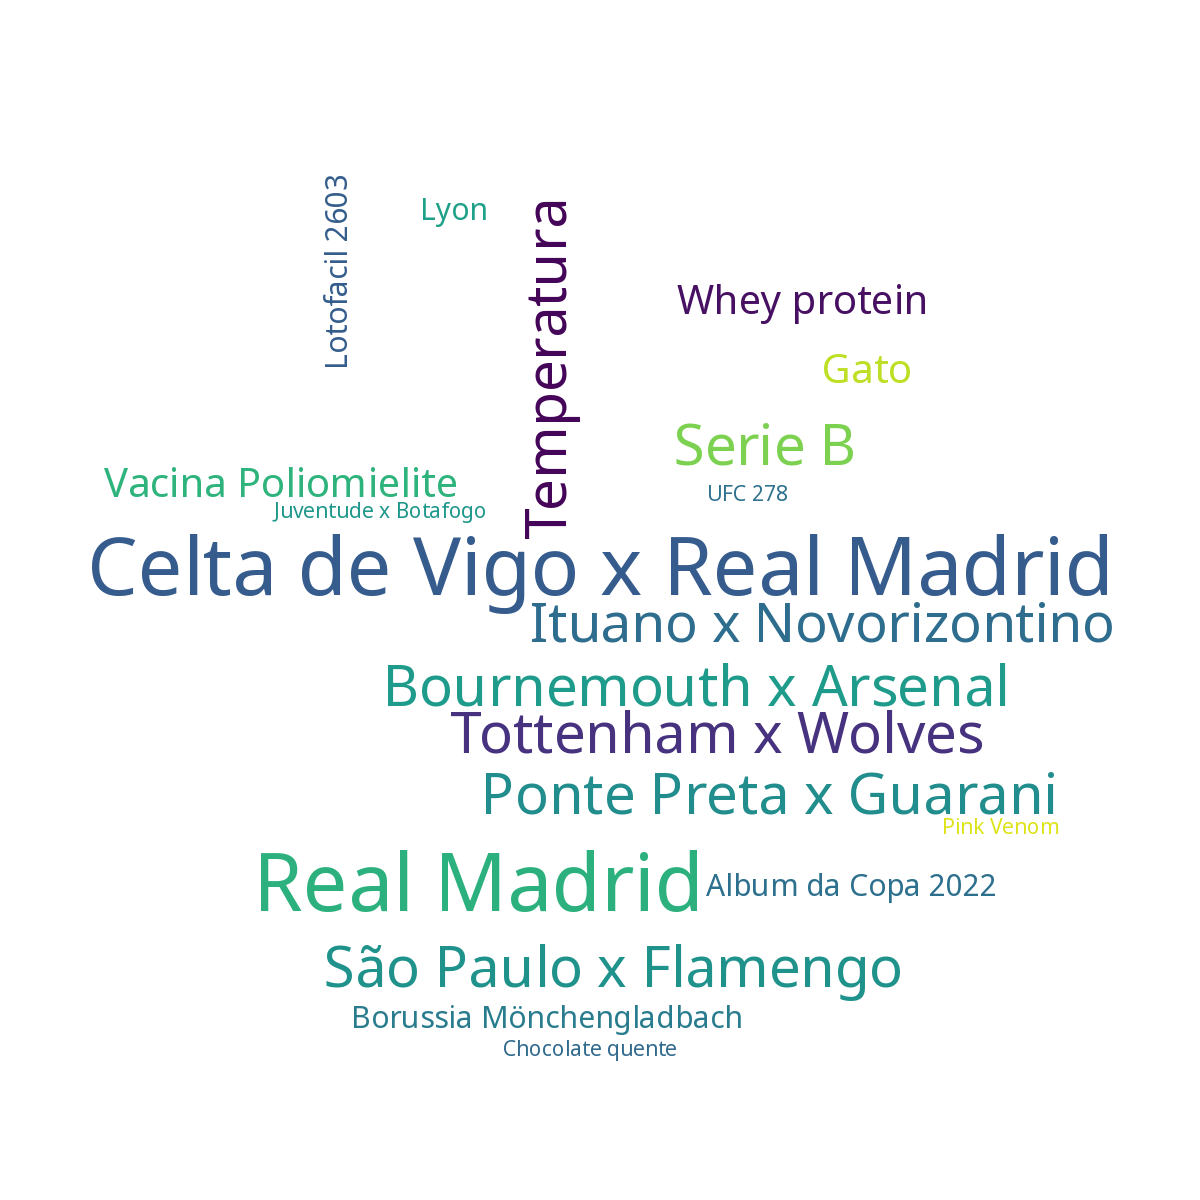 Lotofacil 2603
Lyon
Temperatura
Whey protein
Gato
Serie B
Vacina Poliomielite
UFC 278
Juventude x Botafogo
Celta de Vigo x Real Madrid
Ituano x Novorizontino
Bournemouth x Arsenal
Tottenham x Wolves
Ponte Preta x Guarani
Pink Venom
Real Madrid
Album da Copa 2022
São Paulo x Flamengo
Borussia Mönchengladbach
Chocolate quente